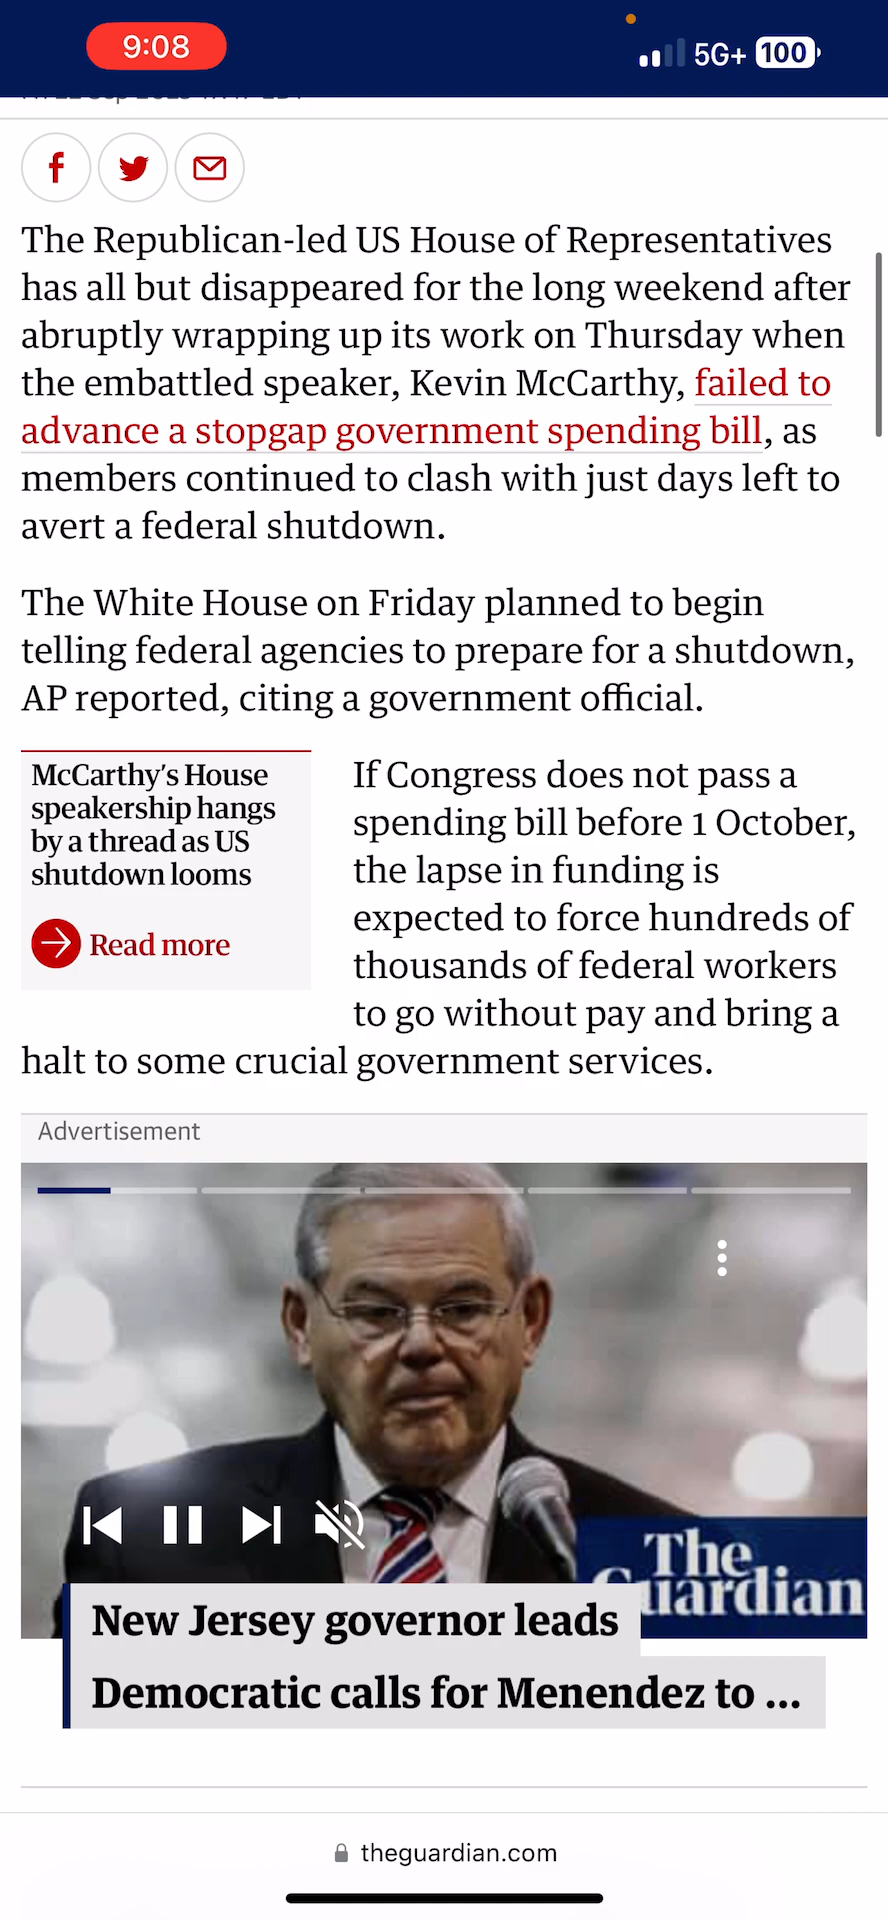 9:08
5G+ 100
The Republican-led US House of Representatives
has all but disappeared for the long weekend after
abruptly wrapping up its work on Thursday when
the embattled speaker, Kevin McCarthy, failed to
advance a stopgap government spending bill, as
members continued to clash with just days left to
avert a federal shutdown.
The White House on Friday planned to begin
telling federal agencies to prepare for a shutdown,
AP reported, citing a government official.
McCarthy's House
speakership hangs
by a thread as US
shutdown looms
Read more
If Congress does not pass a
spending bill before 1 October,
the lapse in funding is
expected to force hundreds of
thousands of federal workers
to go without pay and bring a
halt to some crucial government services.
Advertisement
The
Guardian
New Jersey governor leads
Democratic calls for Menendez to ...
theguardian.com